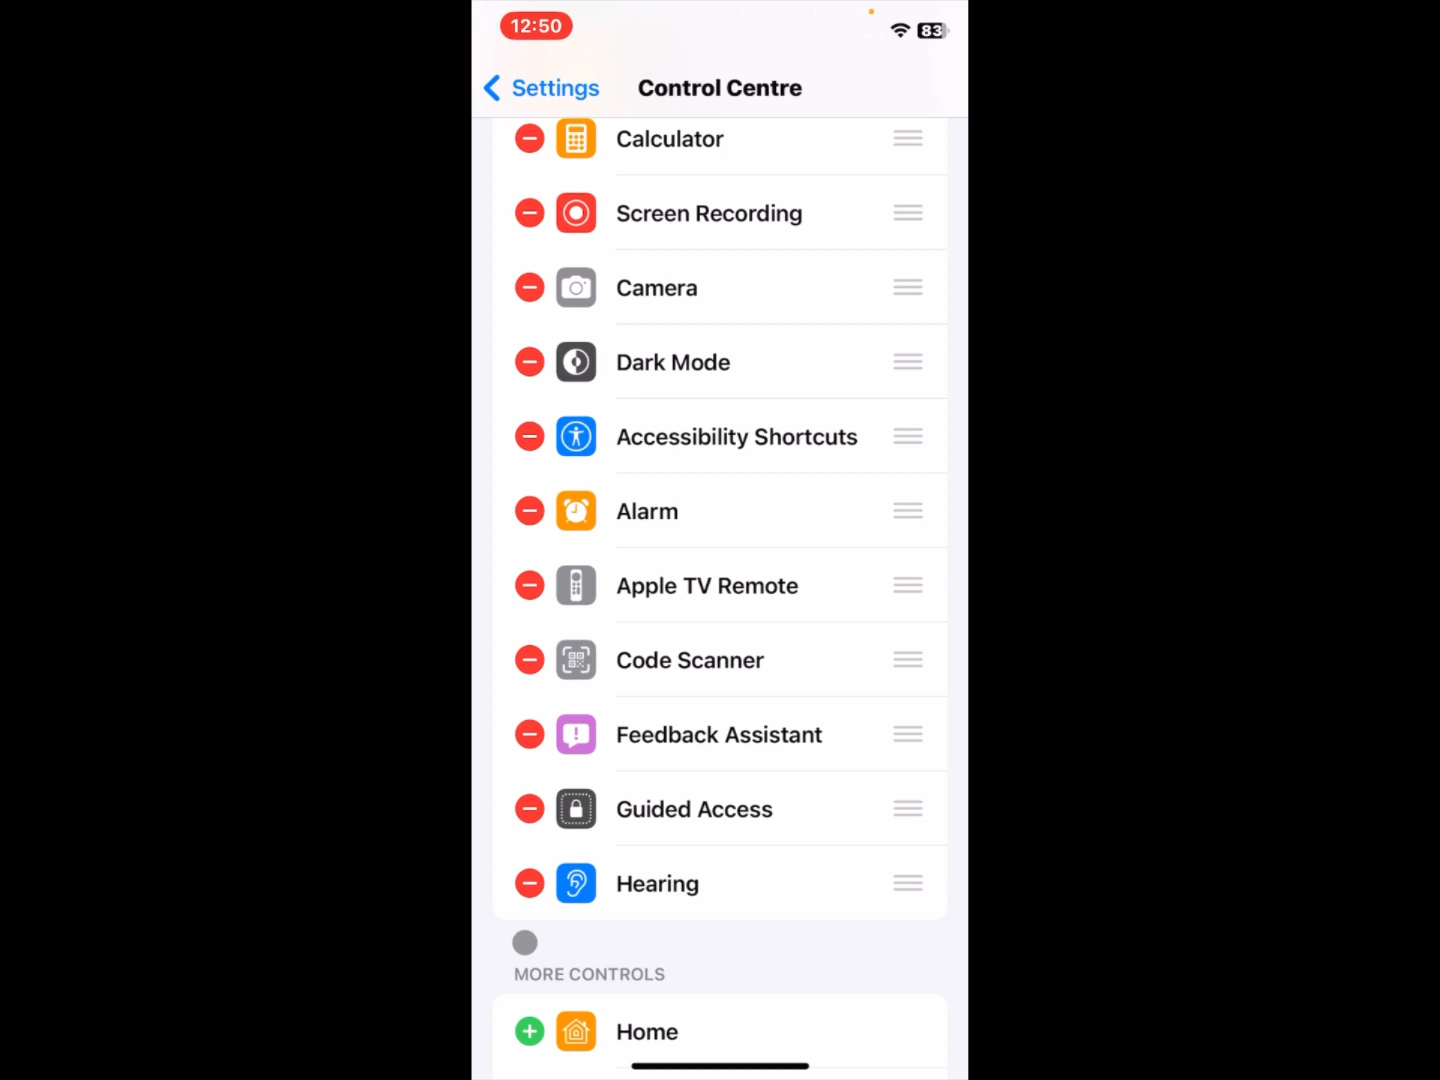 12:50
83
Settings
Control Centre
Calculator
Screen Recording
Camera
Dark Mode
Accessibility Shortcuts
Alarm
Apple TV Remote
Code Scanner
Feedback Assistant
Guided Access
Hearing
MORE CONTROLS
Home